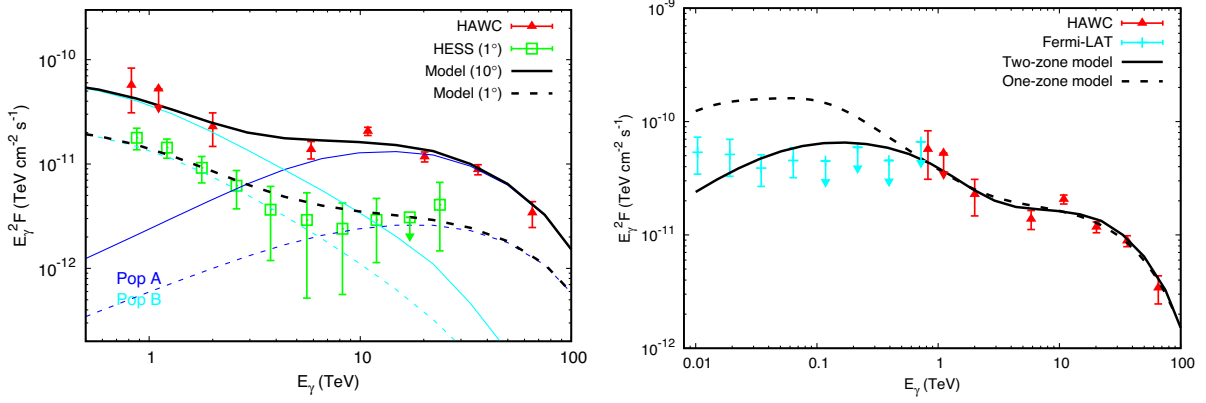 HAWC
HESS (1°)
Model (10°)
Model (1°)
10^-10
10^-11
10^-12
E_γ^2F (TeV cm^-2 s^-1)
Pop A
Pop B
1
10
100
E_γ (TeV)
HAWC
Fermi-LAT
Two-zone model
One-zone model
10^-9
10^-10
10^-11
10^-12
E_γ^2F (TeV cm^-2 s^-1)
0.01
0.1
1
10
100
E_γ (TeV)